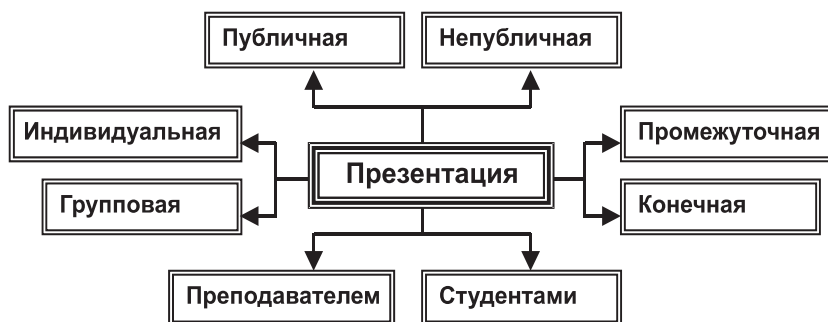 Публичная
Непубличная
Индивидуальная
Промежуточная
Презентация
Групповая
Конечная
Преподавателем
Студентами